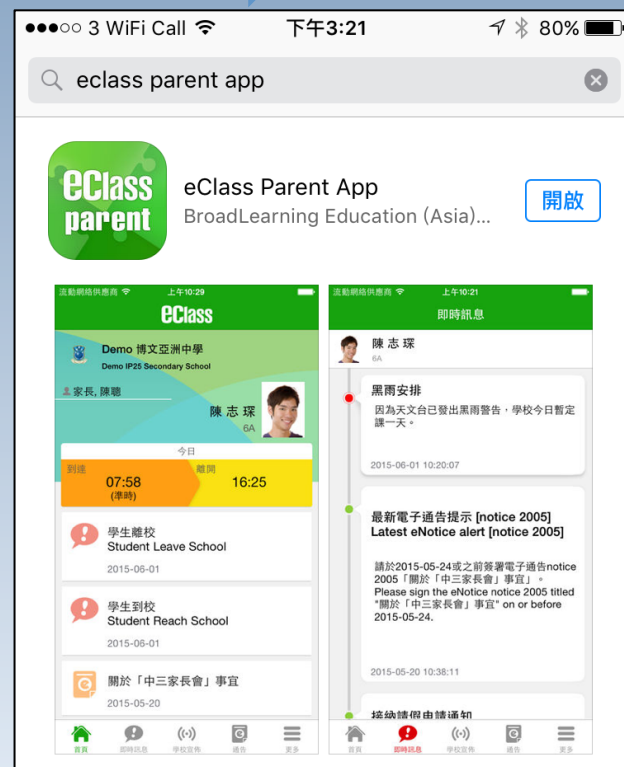 3 WiFi Call 下午3:21 80%
eclass parent app
eClass
parent
eClass Parent App
BroadLearning Education (Asia)...
開啟
流動網絡供應商 上午10:29
eClass
Demo 博文亞洲中學
Demo IP25 Secondary School
家長, 陳聰
陳 志 琛
6A
今日
到達
07:58
(準時)
離開
16:25
學生離校
Student Leave School
2015-06-01
學生到校
Student Reach School
2015-06-01
關於「中三家長會」事宜
2015-05-20
首頁 即時訊息 學校宣佈 通告 更多
流動網絡供應商 上午10:21
即時訊息
陳 志 琛
6A
黑雨安排
因為天文台已發出黑雨警告，學校今日暫定
課一天。
2015-06-01 10:20:07
最新電子通告提示 [notice 2005]
Latest eNotice alert [notice 2005]
請於2015-05-24或之前簽署電子通告notice
2005「關於「中三家長會」事宜」。
Please sign the eNotice notice 2005 titled
"關於「中三家長會」事宜" on or before
2015-05-24.
2015-05-20 10:36:11
接納請假申請通知
首頁 即時訊息 學校宣佈 通告 更多